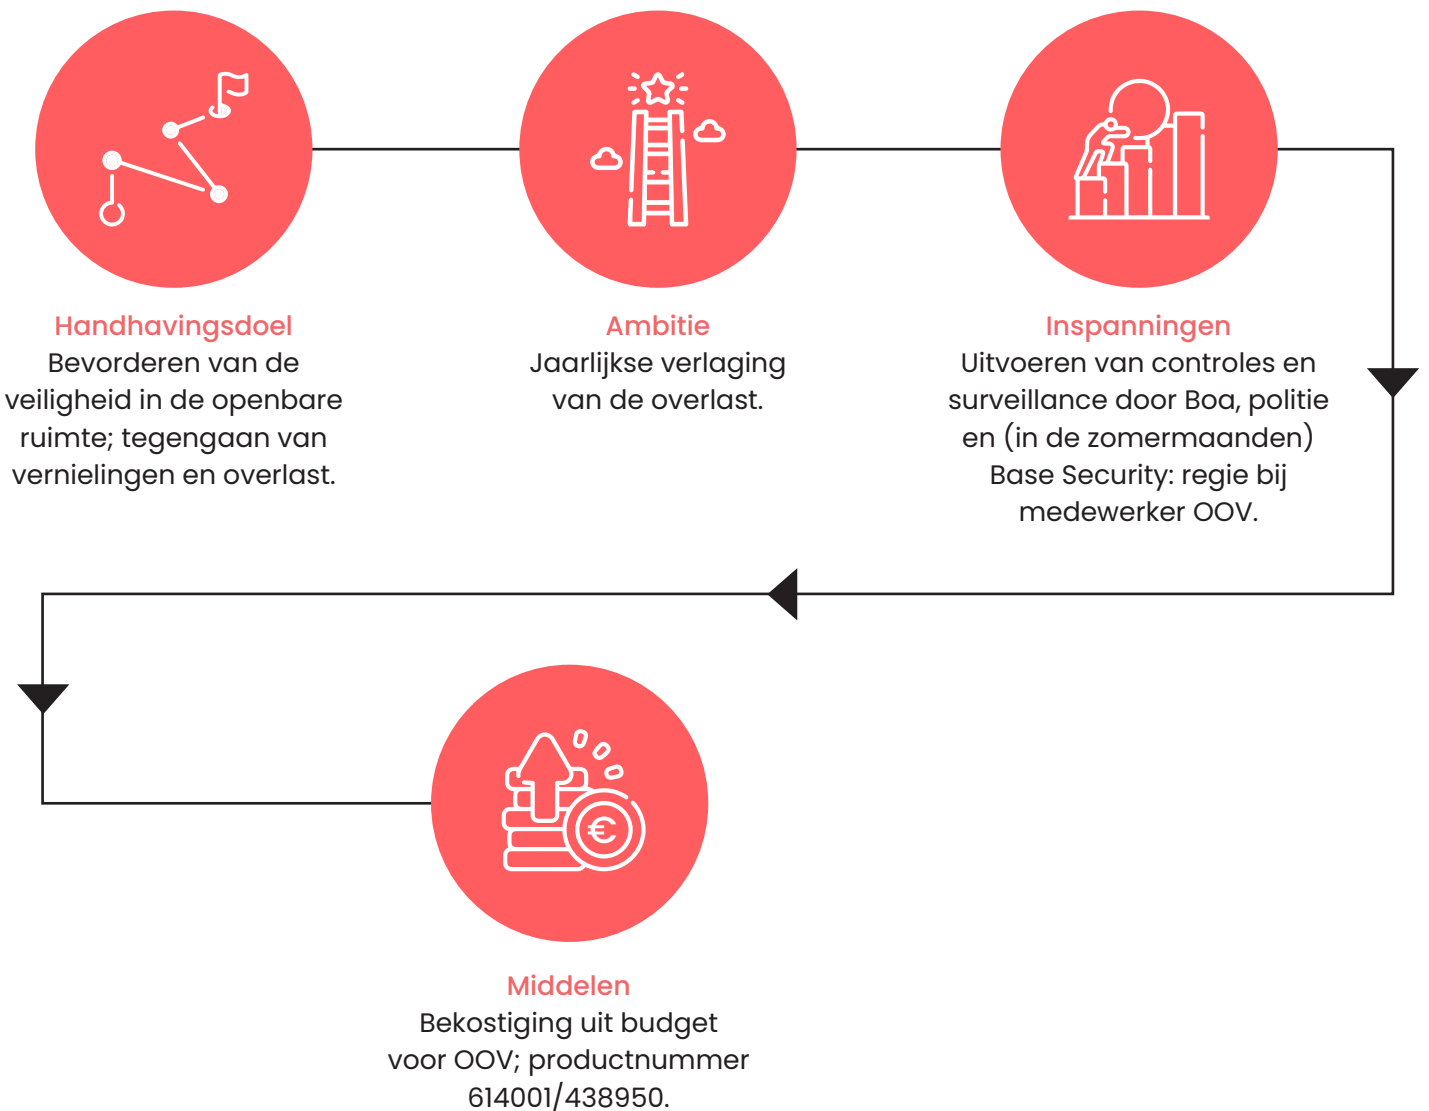 Handhavingsdoel
Bevorderen van de
veiligheid in de openbare
ruimte; tegengaan van
vernielingen en overlast.
Ambitie
Jaarlijkse verlaging
van de overlast.
Inspanningen
Uitvoeren van controles en
surveillance door Boa, politie
en (in de zomermaanden)
Base Security: regie bij
medewerker OOV.
€
Middelen
Bekostiging uit budget
voor OOV; productnummer
614001/438950.